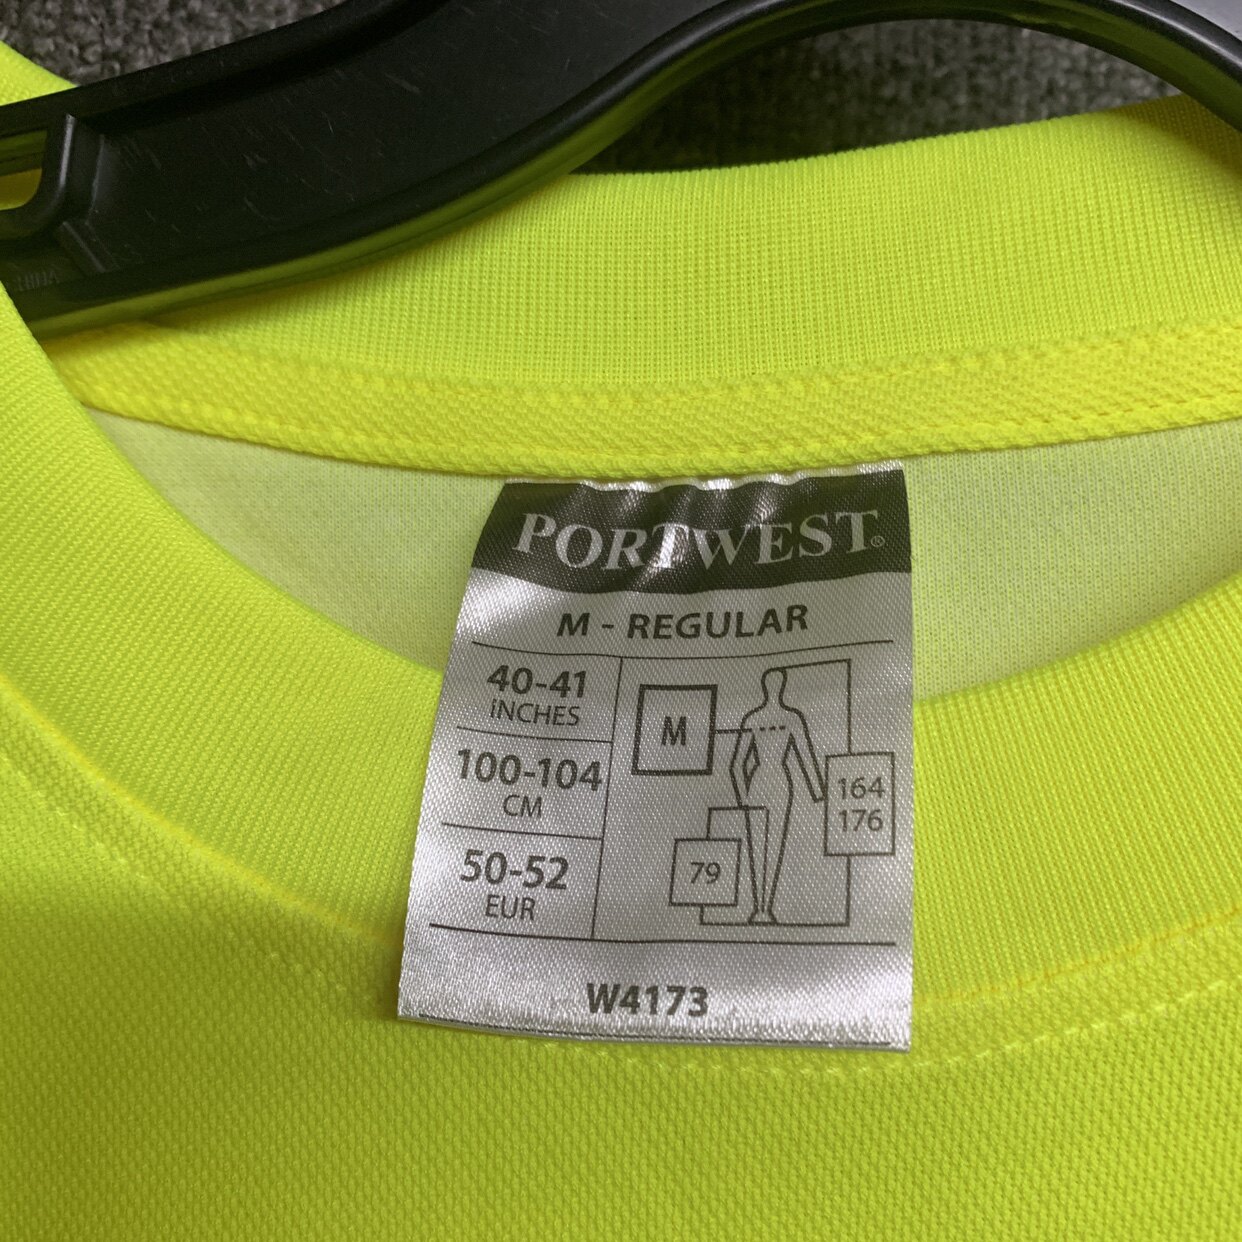 PORTWEST®
M - REGULAR
40-41
INCHES
100-104
CM
50-52
EUR
M
164
176
79
W4173